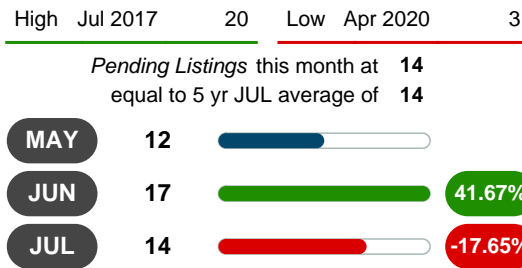 High Jul 2017 20 Low Apr 2020 3
Pending Listings this month at 14
equal to 5 yr JUL average of 14
MAY 12
JUN 17 41.67%
JUL 14 -17.65%